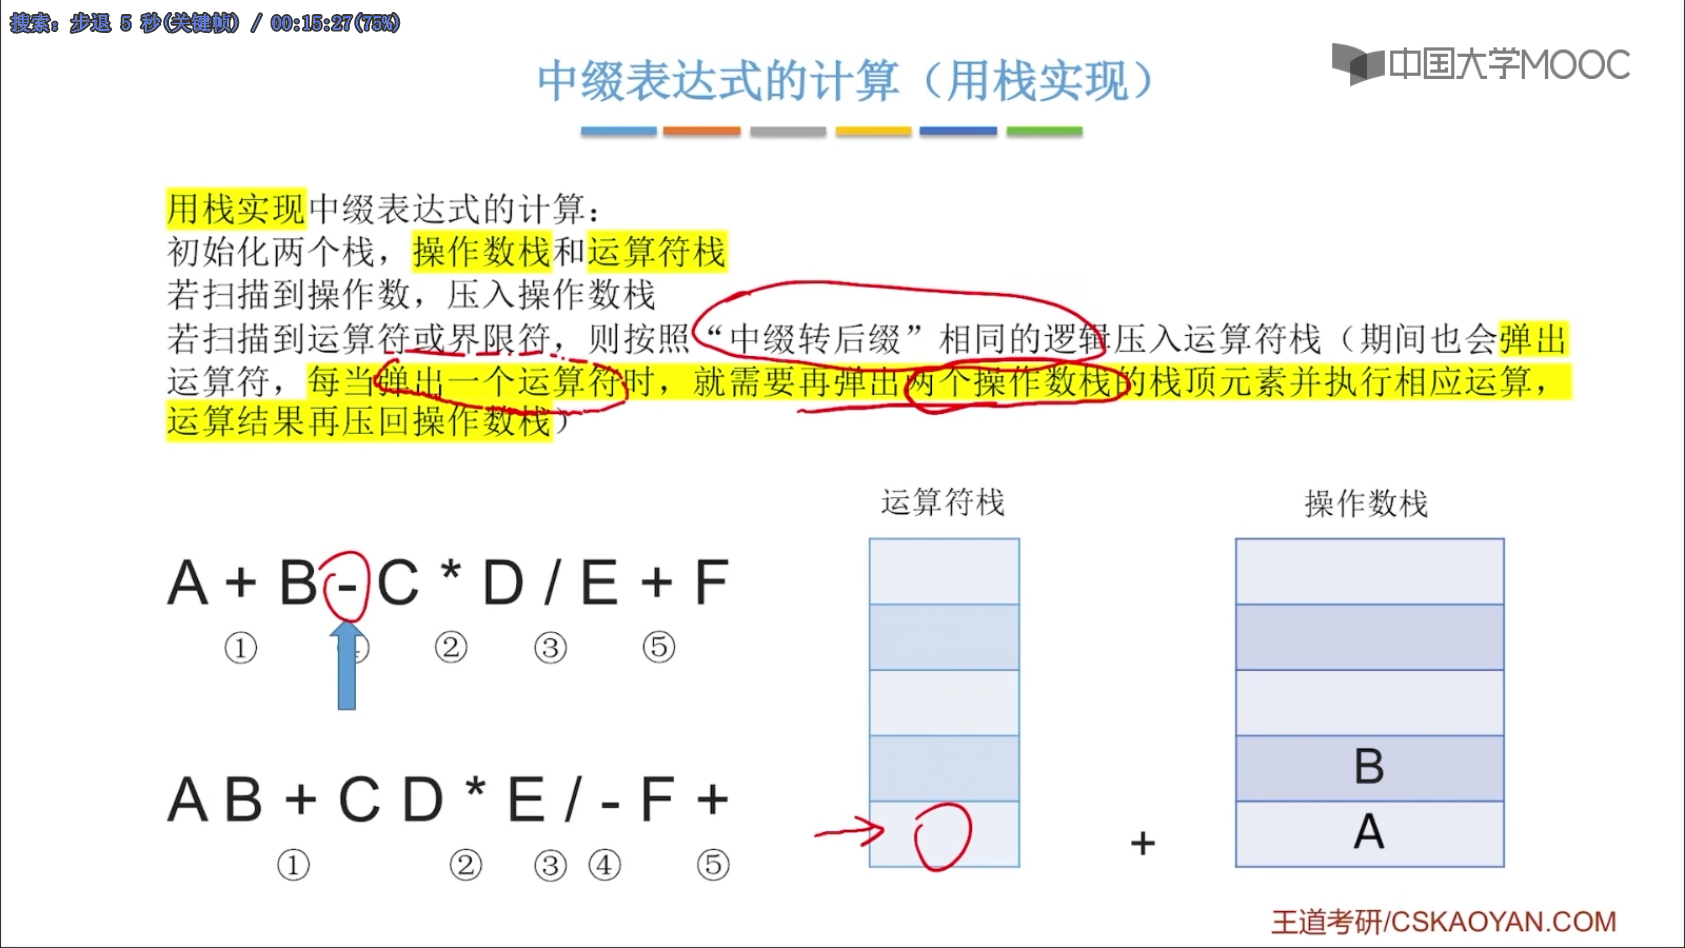 搜索: 步退 5 秒(关键帧) / 00:15:27(75%)
中国大学MOOC
中缀表达式的计算（用栈实现）
用栈实现中缀表达式的计算：
初始化两个栈，操作数栈和运算符栈
若扫描到操作数，压入操作数栈
若扫描到运算符或界限符，则按照“中缀转后缀”相同的逻辑压入运算符栈（期间也会弹出
运算符，每当弹出一个运算符时，就需要再弹出两个操作数栈的栈顶元素并执行相应运算，
运算结果再压回操作数栈）
运算符栈 操作数栈
A + B - C * D / E + F
① ④ ② ③ ⑤
B
A B + C D * E / - F +
+ A
① ② ③ ④ ⑤
王道考研/CSKAOYAN.COM